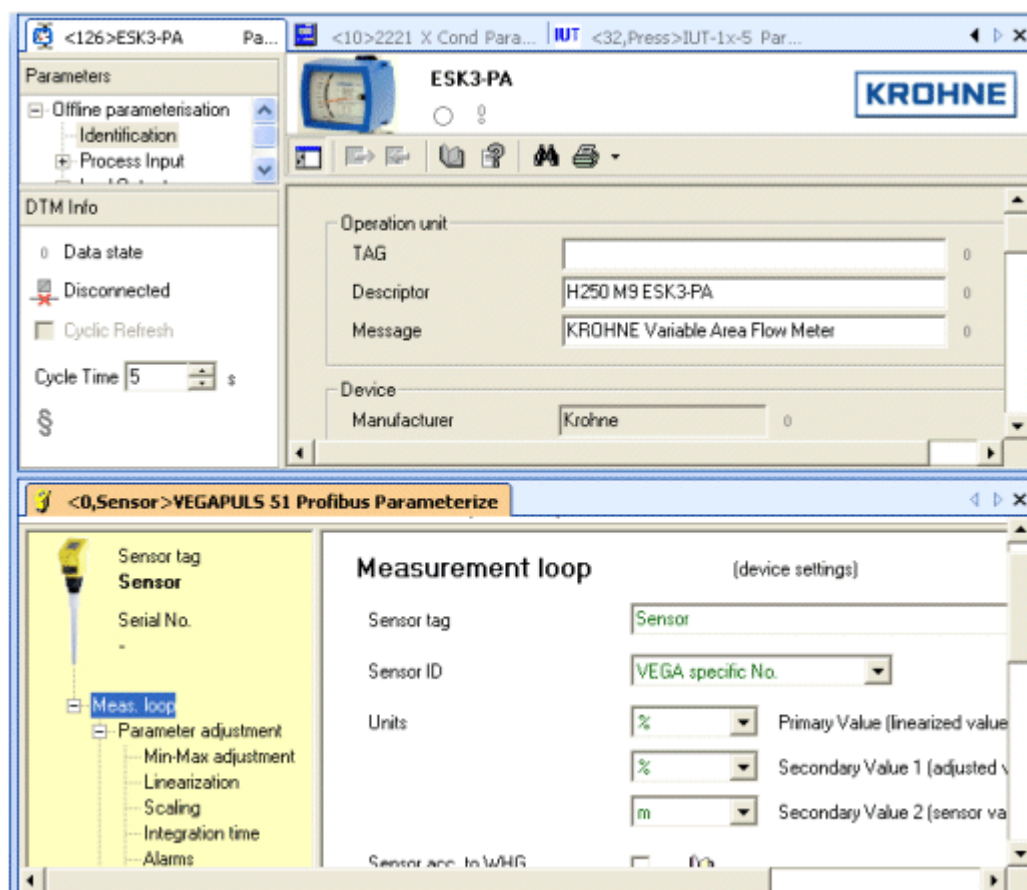 <126>ESK3-PA Pa... <10>2221 X Cond Para... IUT <32,Press>IUT-1x-5 Par...
Parameters
Offline parameterisation
Identification
Process Input
DTM Info
0 Data state
Disconnected
Cyclic Refresh
Cycle Time 5 s
§
ESK3-PA
KROHNE
Operation unit
TAG 0
Descriptor H250 M9 ESK3-PA 0
Message KROHNE Variable Area Flow Meter 0
Device
Manufacturer Krohne 0
<0,Sensor>VEGAPULS 51 Profibus Parameterize
Sensor tag
Sensor
Serial No.
-
Meas. loop
Parameter adjustment
Min-Max adjustment
Linearization
Scaling
Integration time
Alarms
Measurement loop (device settings)
Sensor tag Sensor
Sensor ID VEGA specific No.
Units % Primary Value (linearized value
% Secondary Value 1 (adjusted v
m Secondary Value 2 (sensor va
Sensor acc. to WHG